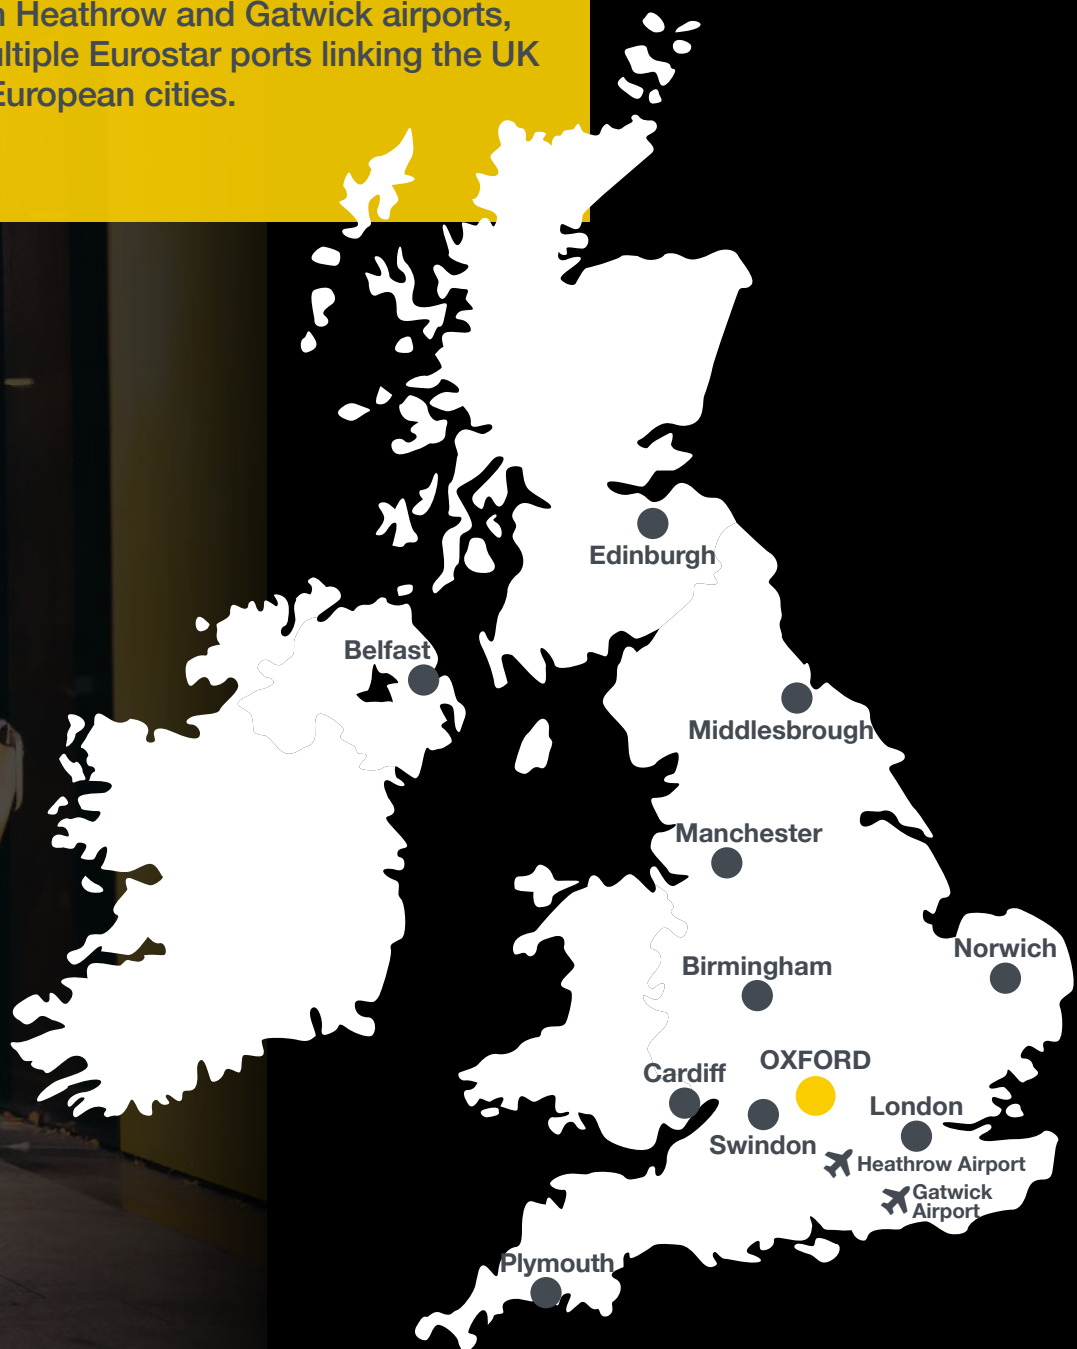 Heathrow and Gatwick airports,
Eurostar ports linking the UK
European cities.
Edinburgh
Belfast
Middlesbrough
Manchester
Norwich
Birmingham
OXFORD
Cardiff
London
Swindon
Heathrow Airport
Gatwick
Airport
Plymouth